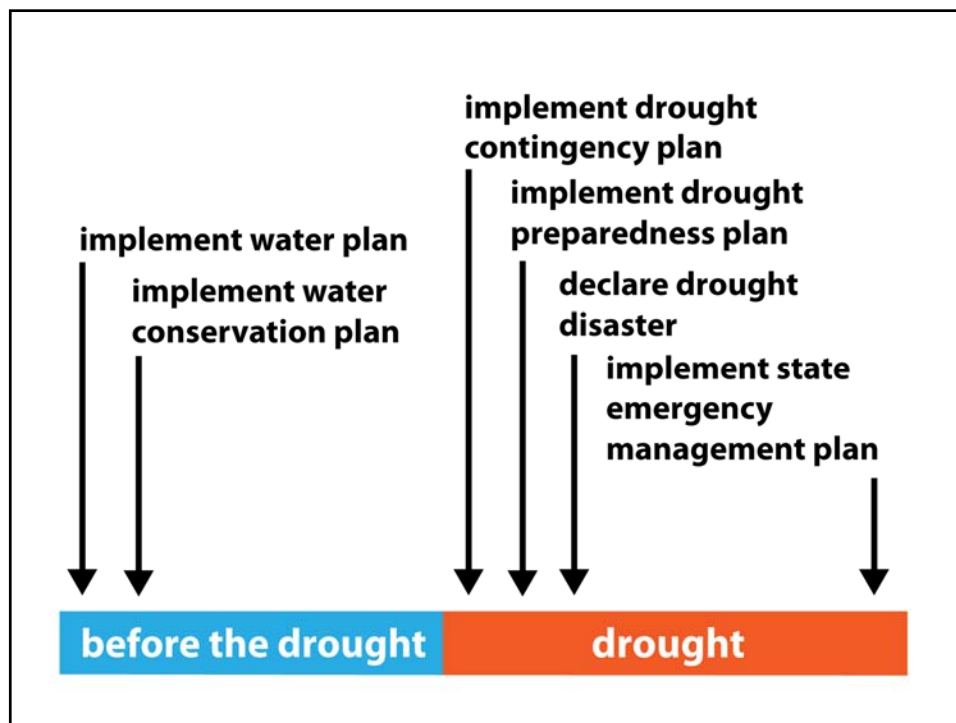 implement water plan
implement water
conservation plan
implement drought
contingency plan
implement drought
preparedness plan
declare drought
disaster
implement state
emergency
management plan
before the drought
drought